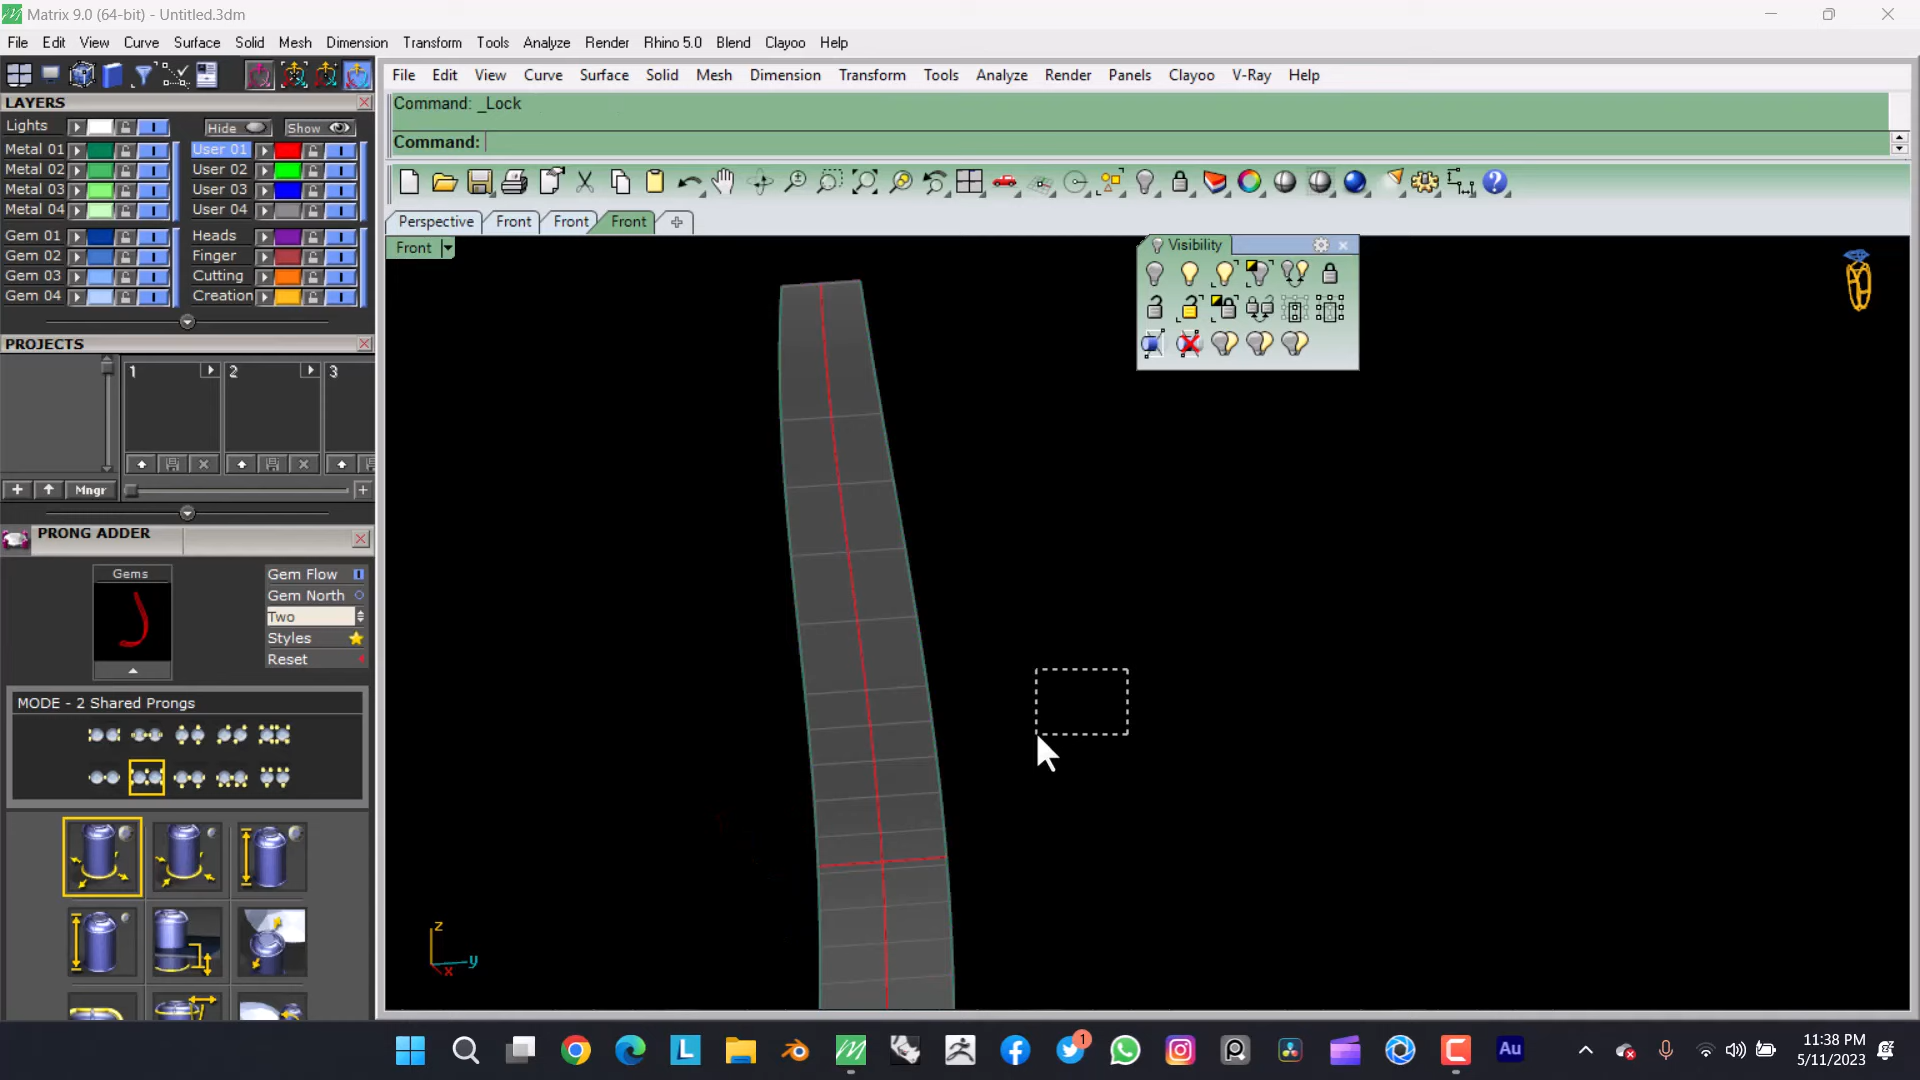 Matrix 9.0 (64-bit) - Untitled.3dm
File Edit View Curve Surface Solid Mesh Dimension Transform Tools Analyze Render Rhino 5.0 Blend Clayoo Help
File Edit View Curve Surface Solid Mesh Dimension Transform Tools Analyze Render Panels Clayoo V-Ray Help
LAYERS
Command: _Lock
Command:
Lights Hide Show
Metal 01 User 01
Metal 02 User 02
Metal 03 User 03
Metal 04 User 04
Gem 01 Heads
Gem 02 Finger
Gem 03 Cutting
Gem 04 Creation
Perspective Front Front Front
Front
Visibility
PROJECTS
1 2 3
Mngr
PRONG ADDER
Gems
Gem Flow
Gem North
Two
Styles
Reset
MODE - 2 Shared Prongs
z
y
x
L
1
Au
11:38 PM
5/11/2023